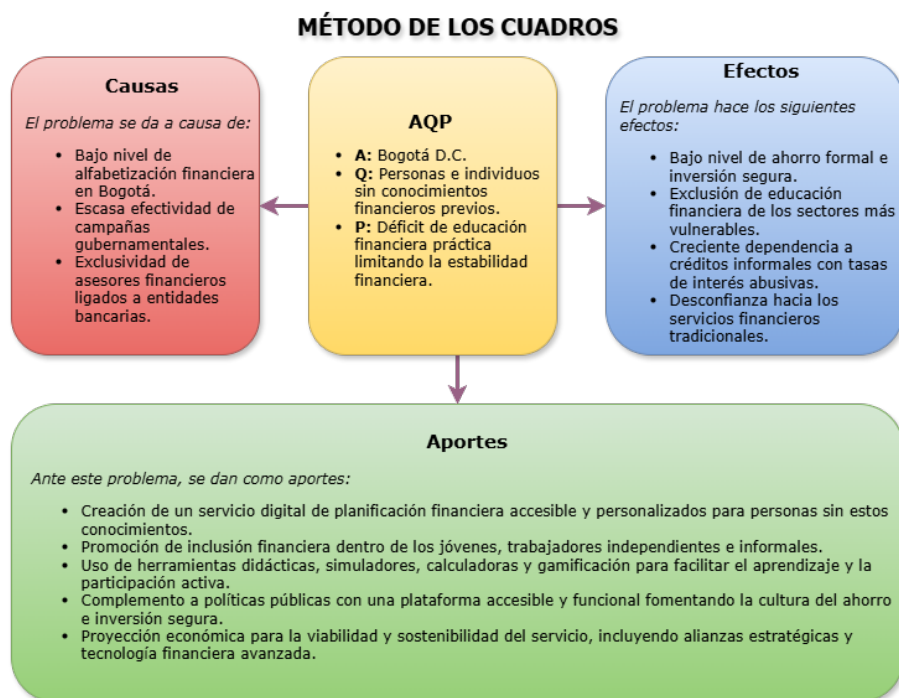 MÉTODO DE LOS CUADROS
Causas
El problema se da a causa de:
• Bajo nivel de
alfabetización financiera
en Bogotá.
• Escasa efectividad de
campañas
gubernamentales.
• Exclusividad de
asesores financieros
ligados a entidades
bancarias.
AQP
• A: Bogotá D.C.
• Q: Personas e individuos
sin conocimientos
financieros previos.
• P: Déficit de educación
financiera práctica
limitando la estabilidad
financiera.
Efectos
El problema hace los siguientes
efectos:
• Bajo nivel de ahorro formal e
inversión segura.
• Exclusión de educación
financiera de los sectores más
vulnerables.
• Creciente dependencia a
créditos informales con tasas
de interés abusivas.
• Desconfianza hacia los
servicios financieros
tradicionales.
Aportes
Ante este problema, se dan como aportes:
• Creación de un servicio digital de planificación financiera accesible y personalizados para personas sin estos
conocimientos.
• Promoción de inclusión financiera dentro de los jóvenes, trabajadores independientes e informales.
• Uso de herramientas didácticas, simuladores, calculadoras y gamificación para facilitar el aprendizaje y la
participación activa.
• Complemento a políticas públicas con una plataforma accesible y funcional fomentando la cultura del ahorro
e inversión segura.
• Proyección económica para la viabilidad y sostenibilidad del servicio, incluyendo alianzas estratégicas y
tecnología financiera avanzada.